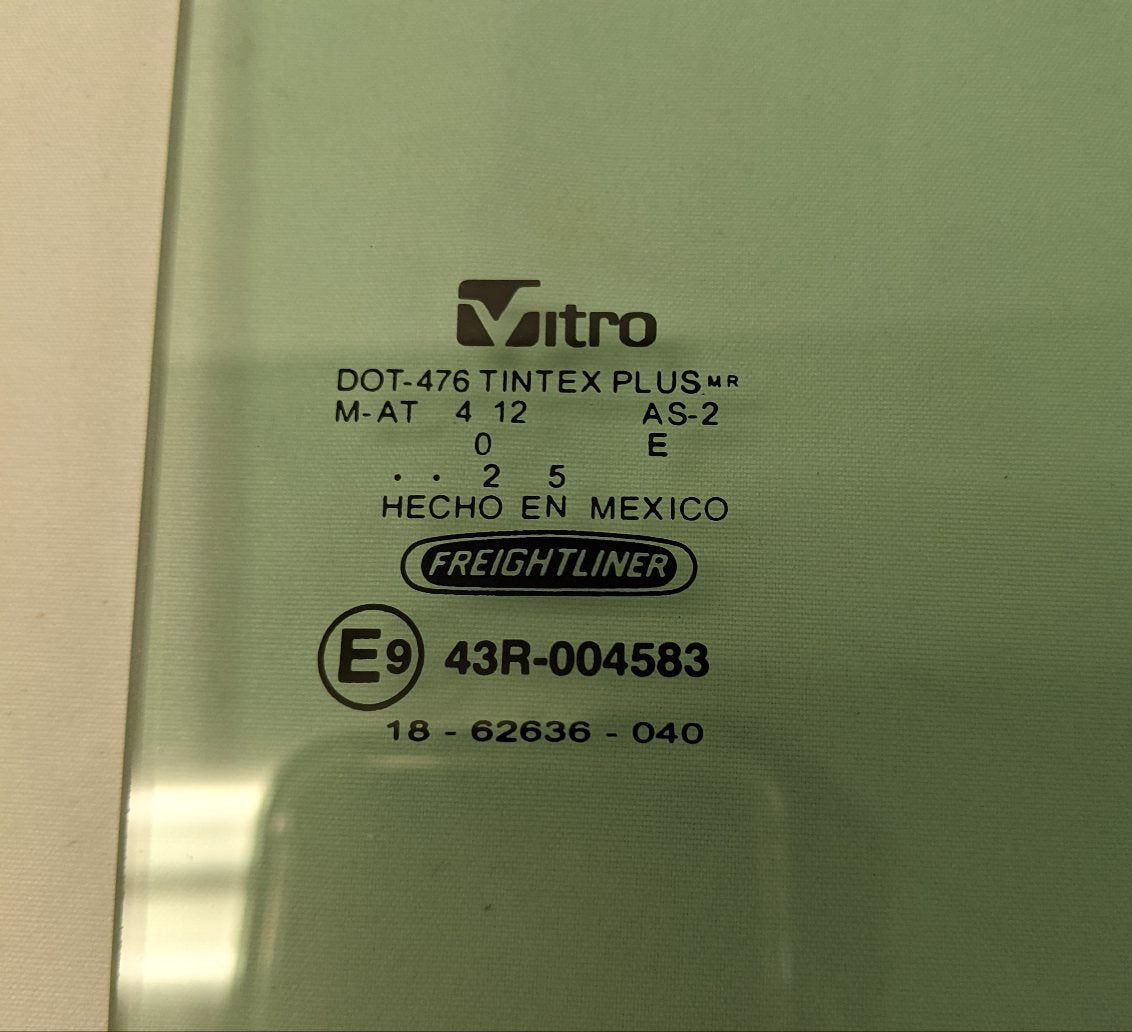 Vitro
DOT-476 TINTEX PLUS MR
M-AT 4 12 AS-2
0 E
. . 2 5
HECHO EN MEXICO
FREIGHTLINER
E9 43R-004583
18 - 62636 - 040